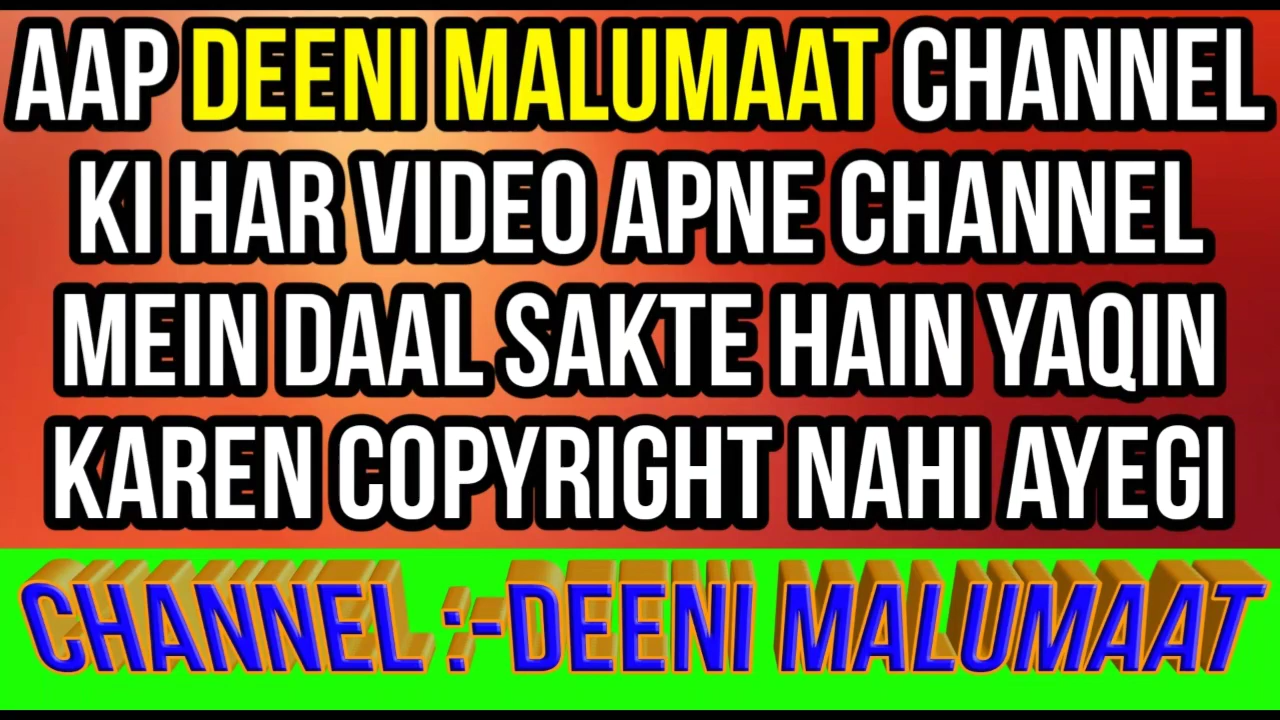 AAP DEENI MALUMAAT CHANNEL
KI HAR VIDEO APNE CHANNEL
MEIN DAAL SAKTE HAIN YAQIN
KAREN COPYRIGHT NAHI AYEGI
CHANNEL :-DEENI MALUMAAT